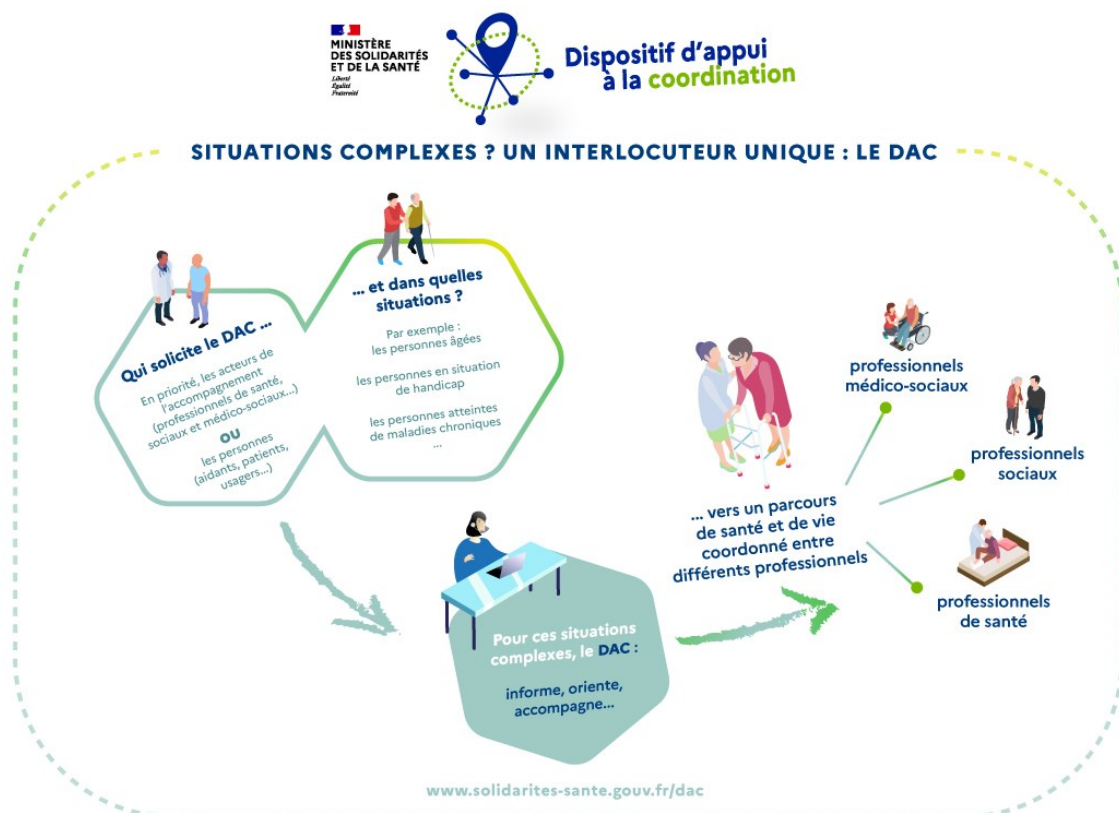 MINISTÈRE
DES SOLIDARITÉS
ET DE LA SANTÉ
Liberté
Égalité
Fraternité
Dispositif d'appui
à la coordination
SITUATIONS COMPLEXES ? UN INTERLOCUTEUR UNIQUE : LE DAC
Qui solicite le DAC ...
En priorité, les acteurs de
l'accompagnement
(professionnels de santé,
sociaux et médico-sociaux...)
OU
les personnes
(aidants, patients,
usagers...)
... et dans quelles
situations ?
Par exemple :
les personnes âgées
les personnes en situation
de handicap
les personnes atteintes
de maladies chroniques
...
Pour ces situations
complexes, le DAC :
informe, oriente,
accompagne...
... vers un parcours
de santé et de vie
coordonné entre
différents professionnels
professionnels
médico-sociaux
professionnels
sociaux
professionnels
de santé
www.solidarites-sante.gouv.fr/dac